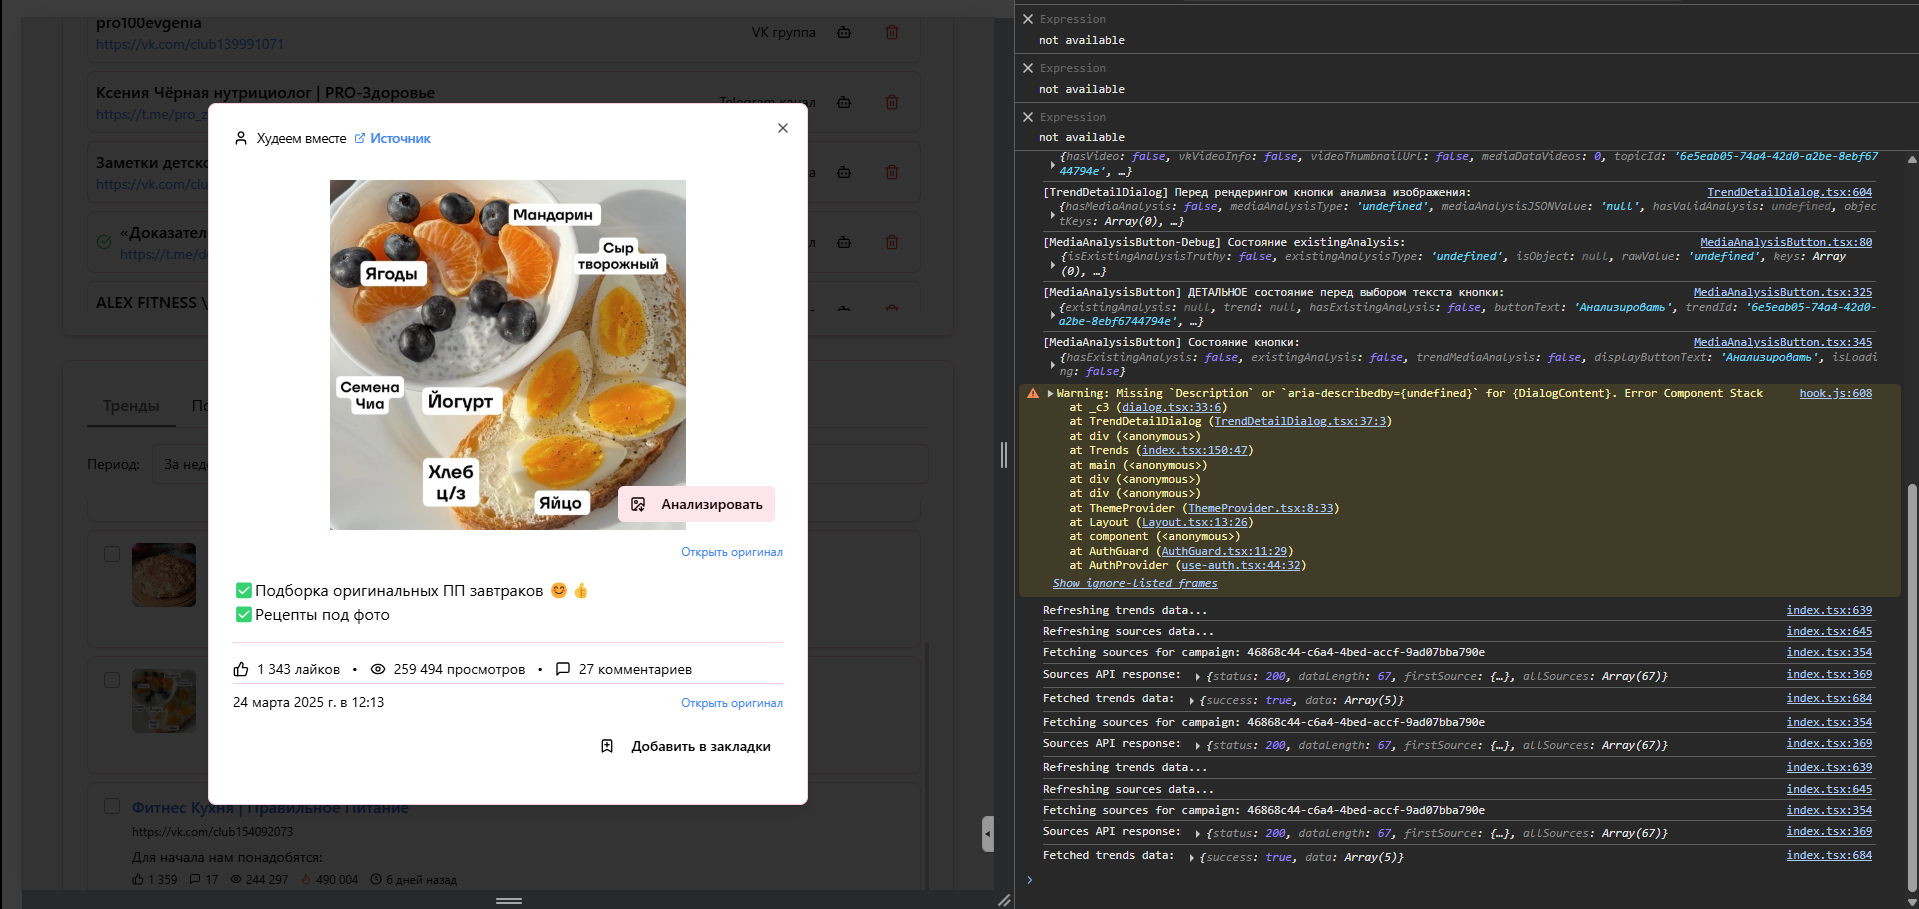 pro100evgenia
https://vk.com/club139991071
VK группа
Ксения Чёрная нутрициолог | PRO-Здоровье
https://t.me/pro_z
Telegram канал
Заметки детско
https://vk.com/clu
а
«Доказател
https://t.me/d
л
ALEX FITNESS \
Тренды
По
Период:
За нед
Худеем вместе
Источник
Мандарин
Сыр
творожный
Ягоды
Семена
Чиа
Йогурт
Хлеб
ц/з
Яйцо
Анализировать
Открыть оригинал
✅Подборка оригинальных ПП завтраков 😊 👍
✅Рецепты под фото
1 343 лайков • 259 494 просмотров • 27 комментариев
24 марта 2025 г. в 12:13
Открыть оригинал
Добавить в закладки
Фитнес Кухня | Правильное Питание
https://vk.com/club154092073
Для начала нам понадобятся:
1 359 17 244 297 490 004 6 дней назад
Expression
not available
Expression
not available
Expression
not available
{hasVideo: false, vkVideoInfo: false, videoThumbnailUrl: false, mediaDataVideos: 0, topicId: '6e5eab05-74a4-42d0-a2be-8ebf67
44794e', …}
[TrendDetailDialog] Перед рендерингом кнопки анализа изображения: TrendDetailDialog.tsx:604
{hasMediaAnalysis: false, mediaAnalysisType: 'undefined', mediaAnalysisJSONValue: 'null', hasValidAnalysis: undefined, objec
tKeys: Array(0), …}
[MediaAnalysisButton-Debug] Состояние existingAnalysis: MediaAnalysisButton.tsx:80
{isExistingAnalysisTruthy: false, existingAnalysisType: 'undefined', isObject: null, rawValue: 'undefined', keys: Array
(0), …}
[MediaAnalysisButton] ДЕТАЛЬНОЕ состояние перед выбором текста кнопки: MediaAnalysisButton.tsx:325
{existingAnalysis: null, trend: null, hasExistingAnalysis: false, buttonText: 'Анализировать', trendId: '6e5eab05-74a4-42d0-
a2be-8ebf6744794e', …}
[MediaAnalysisButton] Состояние кнопки: MediaAnalysisButton.tsx:345
{hasExistingAnalysis: false, existingAnalysis: false, trendMediaAnalysis: false, displayButtonText: 'Анализировать', isLoadi
ng: false}
Warning: Missing `Description` or `aria-describedby={undefined}` for {DialogContent}. Error Component Stack hook.js:608
at _c3 (dialog.tsx:33:6)
at TrendDetailDialog (TrendDetailDialog.tsx:37:3)
at div (<anonymous>)
at Trends (index.tsx:150:47)
at main (<anonymous>)
at div (<anonymous>)
at div (<anonymous>)
at ThemeProvider (ThemeProvider.tsx:8:33)
at Layout (Layout.tsx:13:26)
at component (<anonymous>)
at AuthGuard (AuthGuard.tsx:11:29)
at AuthProvider (use-auth.tsx:44:32)
Show ignore-listed frames
Refreshing trends data... index.tsx:639
Refreshing sources data... index.tsx:645
Fetching sources for campaign: 46868c44-c6a4-4bed-accf-9ad07bba790e index.tsx:354
Sources API response: {status: 200, dataLength: 67, firstSource: {…}, allSources: Array(67)} index.tsx:369
Fetched trends data: {success: true, data: Array(5)} index.tsx:684
Fetching sources for campaign: 46868c44-c6a4-4bed-accf-9ad07bba790e index.tsx:354
Sources API response: {status: 200, dataLength: 67, firstSource: {…}, allSources: Array(67)} index.tsx:369
Refreshing trends data... index.tsx:639
Refreshing sources data... index.tsx:645
Fetching sources for campaign: 46868c44-c6a4-4bed-accf-9ad07bba790e index.tsx:354
Sources API response: {status: 200, dataLength: 67, firstSource: {…}, allSources: Array(67)} index.tsx:369
Fetched trends data: {success: true, data: Array(5)} index.tsx:684